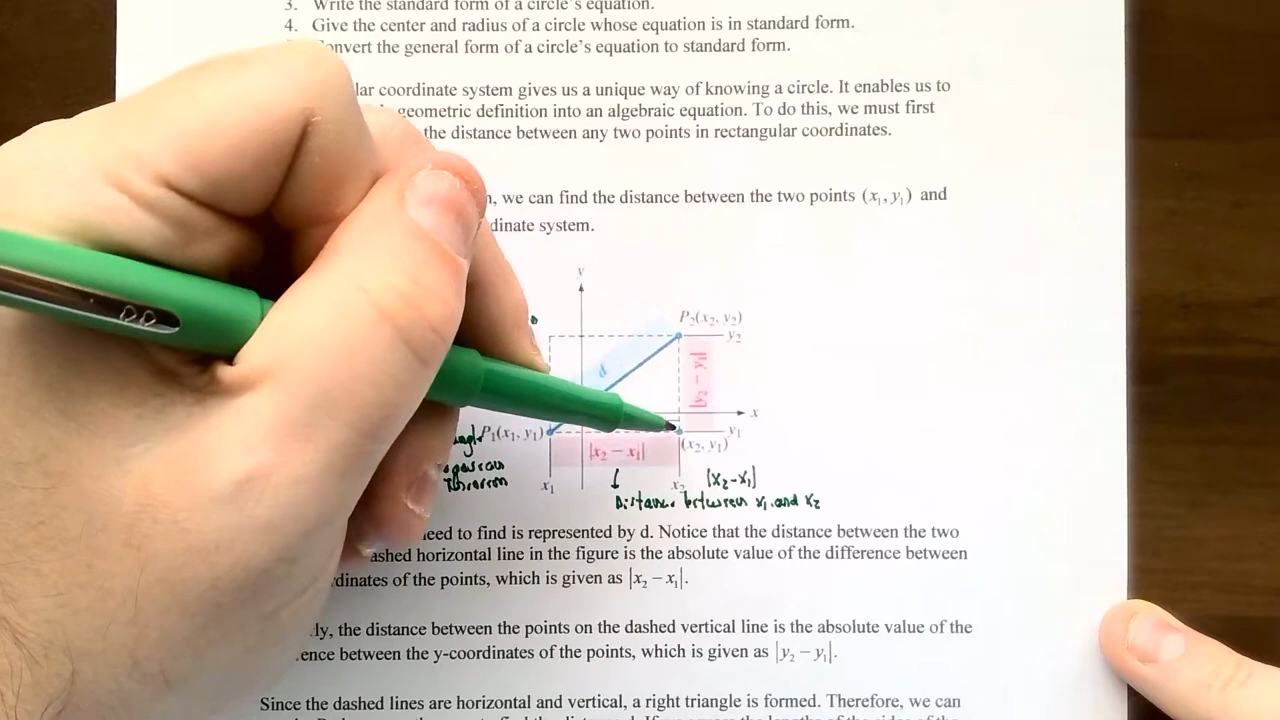 3. Write the standard form of a circle's equation.
4. Give the center and radius of a circle whose equation is in standard form.
the general form of a circle's equation to standard form.
coordinate system gives us a unique way of knowing a circle. It enables us to
geometric definition into an algebraic equation. To do this, we must first
the distance between any two points in rectangular coordinates.
, we can find the distance between the two points (x₁, y₁) and
system.
y
P₂(x₂, y₂)
y₂
d
|y₂ − y₁|
x
P₁(x₁, y₁)
y₁
(x₂, y₁)
|x₂ − x₁|
Theorem
x₁
x₂
|x₂-x₁|
Distance between x₁ and x₂
to find is represented by d. Notice that the distance between the two
horizontal line in the figure is the absolute value of the difference between
of the points, which is given as |x₂ − x₁|.
, the distance between the points on the dashed vertical line is the absolute value of the
between the y-coordinates of the points, which is given as |y₂ − y₁|.
Since the dashed lines are horizontal and vertical, a right triangle is formed. Therefore, we can